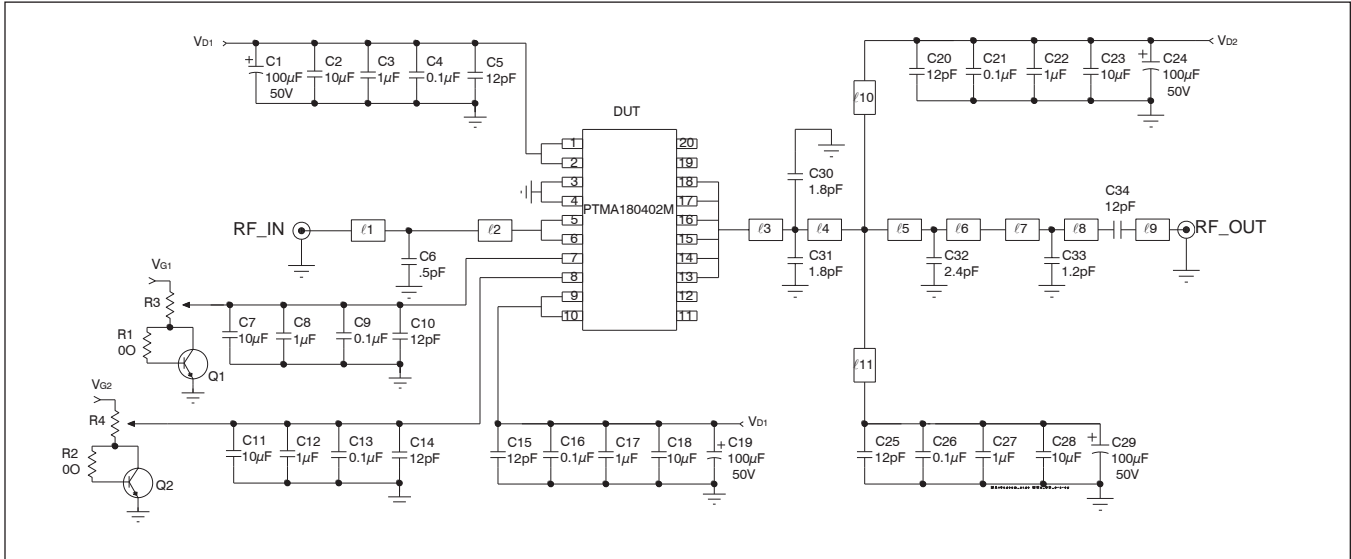 VD1
C1
100µF
50V
C2
10µF
C3
1µF
C4
0.1µF
C5
12pF
C20
12pF
C21
0.1µF
C22
1µF
C23
10µF
C24
100µF
50V
VD2
ℓ10
DUT
1
2
3
4
5
6
7
8
9
10
PTMA180402M
20
19
18
17
16
15
14
13
12
11
C30
1.8pF
C31
1.8pF
RF_IN
ℓ1
ℓ2
C6
.5pF
ℓ3
ℓ4
ℓ5
ℓ6
ℓ7
ℓ8
C34
12pF
ℓ9
RF_OUT
C32
2.4pF
C33
1.2pF
VG1
R3
R1
0O
Q1
C7
10µF
C8
1µF
C9
0.1µF
C10
12pF
ℓ11
VG2
R4
R2
0O
Q2
C11
10µF
C12
1µF
C13
0.1µF
C14
12pF
C15
12pF
C16
0.1µF
C17
1µF
C18
10µF
C19
100µF
50V
VD1
C25
12pF
C26
0.1µF
C27
1µF
C28
10µF
C29
100µF
50V